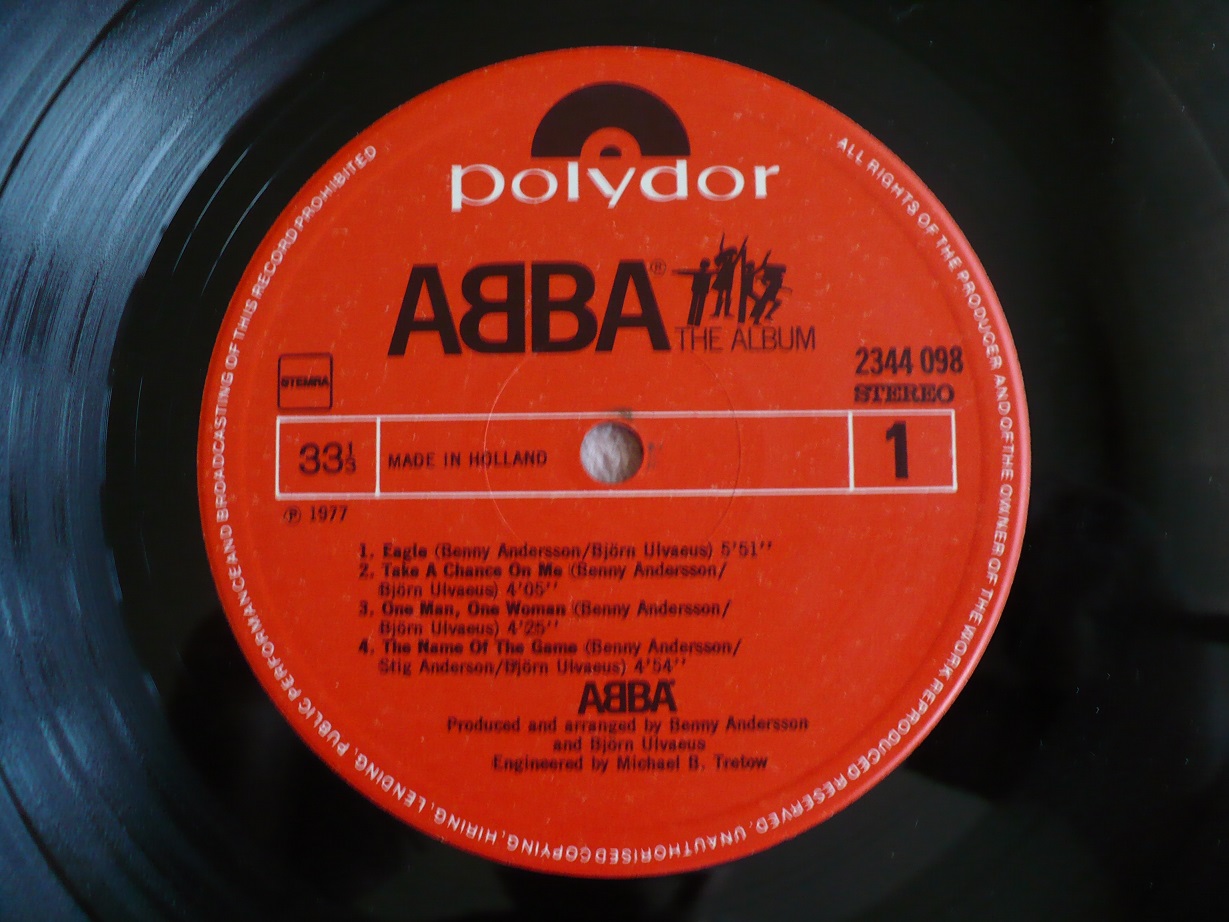 polydor
ABBA®
THE ALBUM
STEMRA
2344 098
STEREO
33⅓
MADE IN HOLLAND
1
℗ 1977
1. Eagle (Benny Andersson/Björn Ulvaeus) 5'51''
2. Take A Chance On Me (Benny Andersson/
Björn Ulvaeus) 4'05''
3. One Man, One Woman (Benny Andersson/
Björn Ulvaeus) 4'25''
4. The Name Of The Game (Benny Andersson/
Stig Anderson/Björn Ulvaeus) 4'54''
ABBA
Produced and arranged by Benny Andersson
and Björn Ulvaeus
Engineered by Michael B. Tretow
ALL RIGHTS OF THE PRODUCER AND OF THE OWNER OF THE WORK REPRODUCED RESERVED. UNAUTHORISED COPYING, HIRING, LENDING, PUBLIC PERFORMANCE AND BROADCASTING OF THIS RECORD PROHIBITED